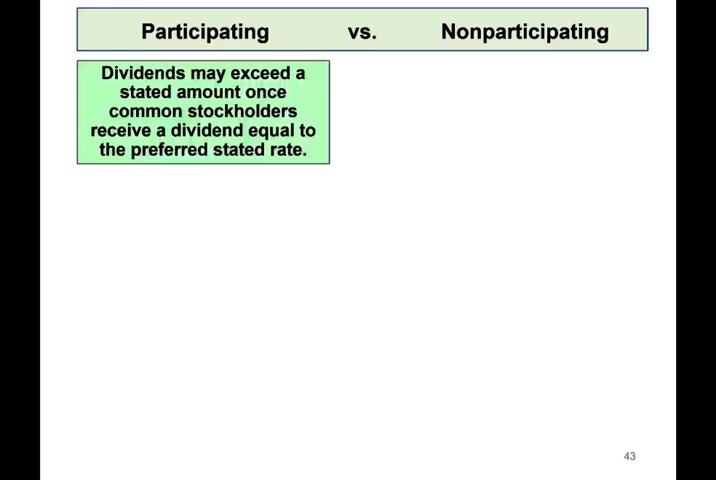 Participating vs. Nonparticipating
Dividends may exceed a
stated amount once
common stockholders
receive a dividend equal to
the preferred stated rate.
43